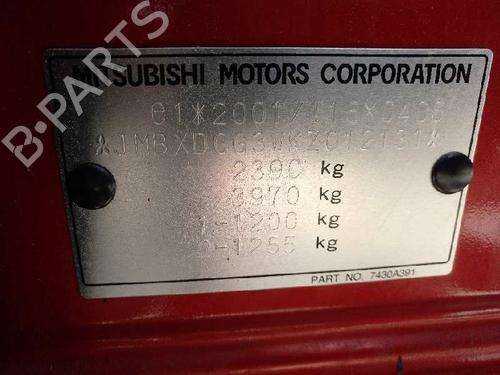 B-PARTS
MITSUBISHI MOTORS CORPORATION
2390 kg
3970 kg
1-1200 kg
2-1255 kg
PART NO. 7430A391